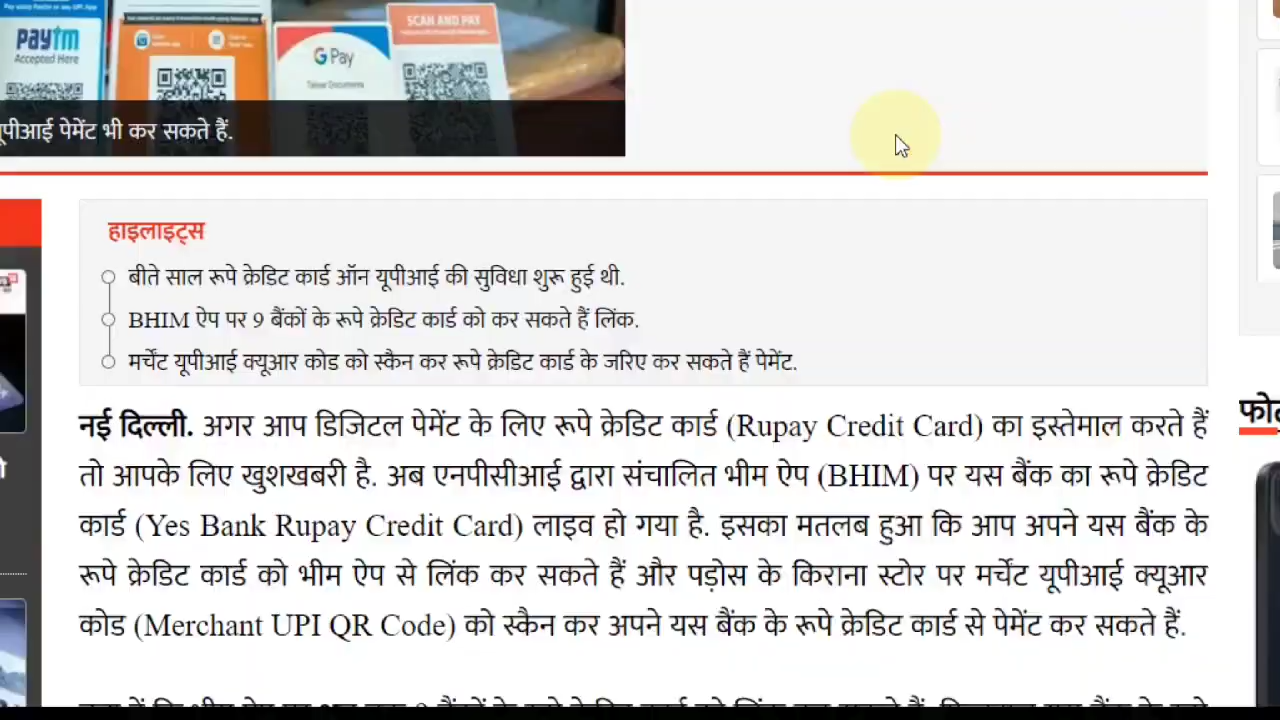 Paytm
Accepted Here
G Pay
SCAN AND PAY
यूपीआई पेमेंट भी कर सकते हैं.
हाइलाइट्स
बीते साल रूपे क्रेडिट कार्ड ऑन यूपीआई की सुविधा शुरू हुई थी.
BHIM ऐप पर 9 बैंकों के रूपे क्रेडिट कार्ड को कर सकते हैं लिंक.
मर्चेंट यूपीआई क्यूआर कोड को स्कैन कर रूपे क्रेडिट कार्ड के जरिए कर सकते हैं पेमेंट.
नई दिल्ली. अगर आप डिजिटल पेमेंट के लिए रूपे क्रेडिट कार्ड (Rupay Credit Card) का इस्तेमाल करते हैं
तो आपके लिए खुशखबरी है. अब एनपीसीआई द्वारा संचालित भीम ऐप (BHIM) पर यस बैंक का रूपे क्रेडिट
कार्ड (Yes Bank Rupay Credit Card) लाइव हो गया है. इसका मतलब हुआ कि आप अपने यस बैंक के
रूपे क्रेडिट कार्ड को भीम ऐप से लिंक कर सकते हैं और पड़ोस के किराना स्टोर पर मर्चेंट यूपीआई क्यूआर
कोड (Merchant UPI QR Code) को स्कैन कर अपने यस बैंक के रूपे क्रेडिट कार्ड से पेमेंट कर सकते हैं.